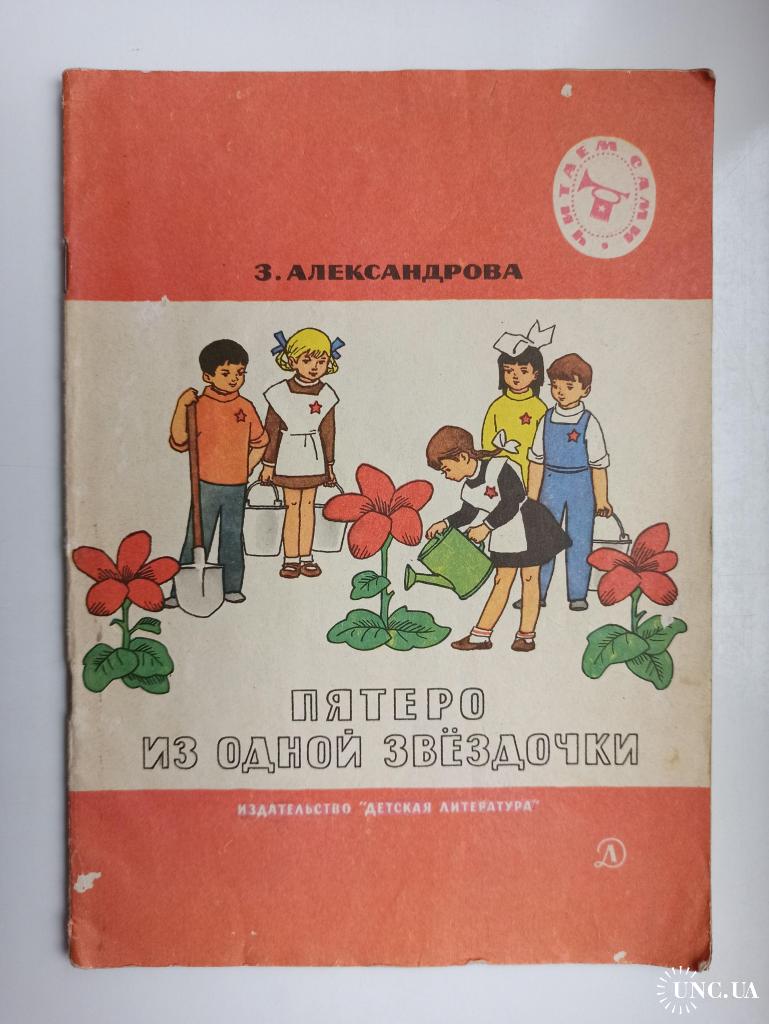 ЧИТАЕМ САМИ
З. АЛЕКСАНДРОВА
ПЯТЕРО
ИЗ ОДНОЙ ЗВЁЗДОЧКИ
ИЗДАТЕЛЬСТВО "ДЕТСКАЯ ЛИТЕРАТУРА"
Д
UNC.UA